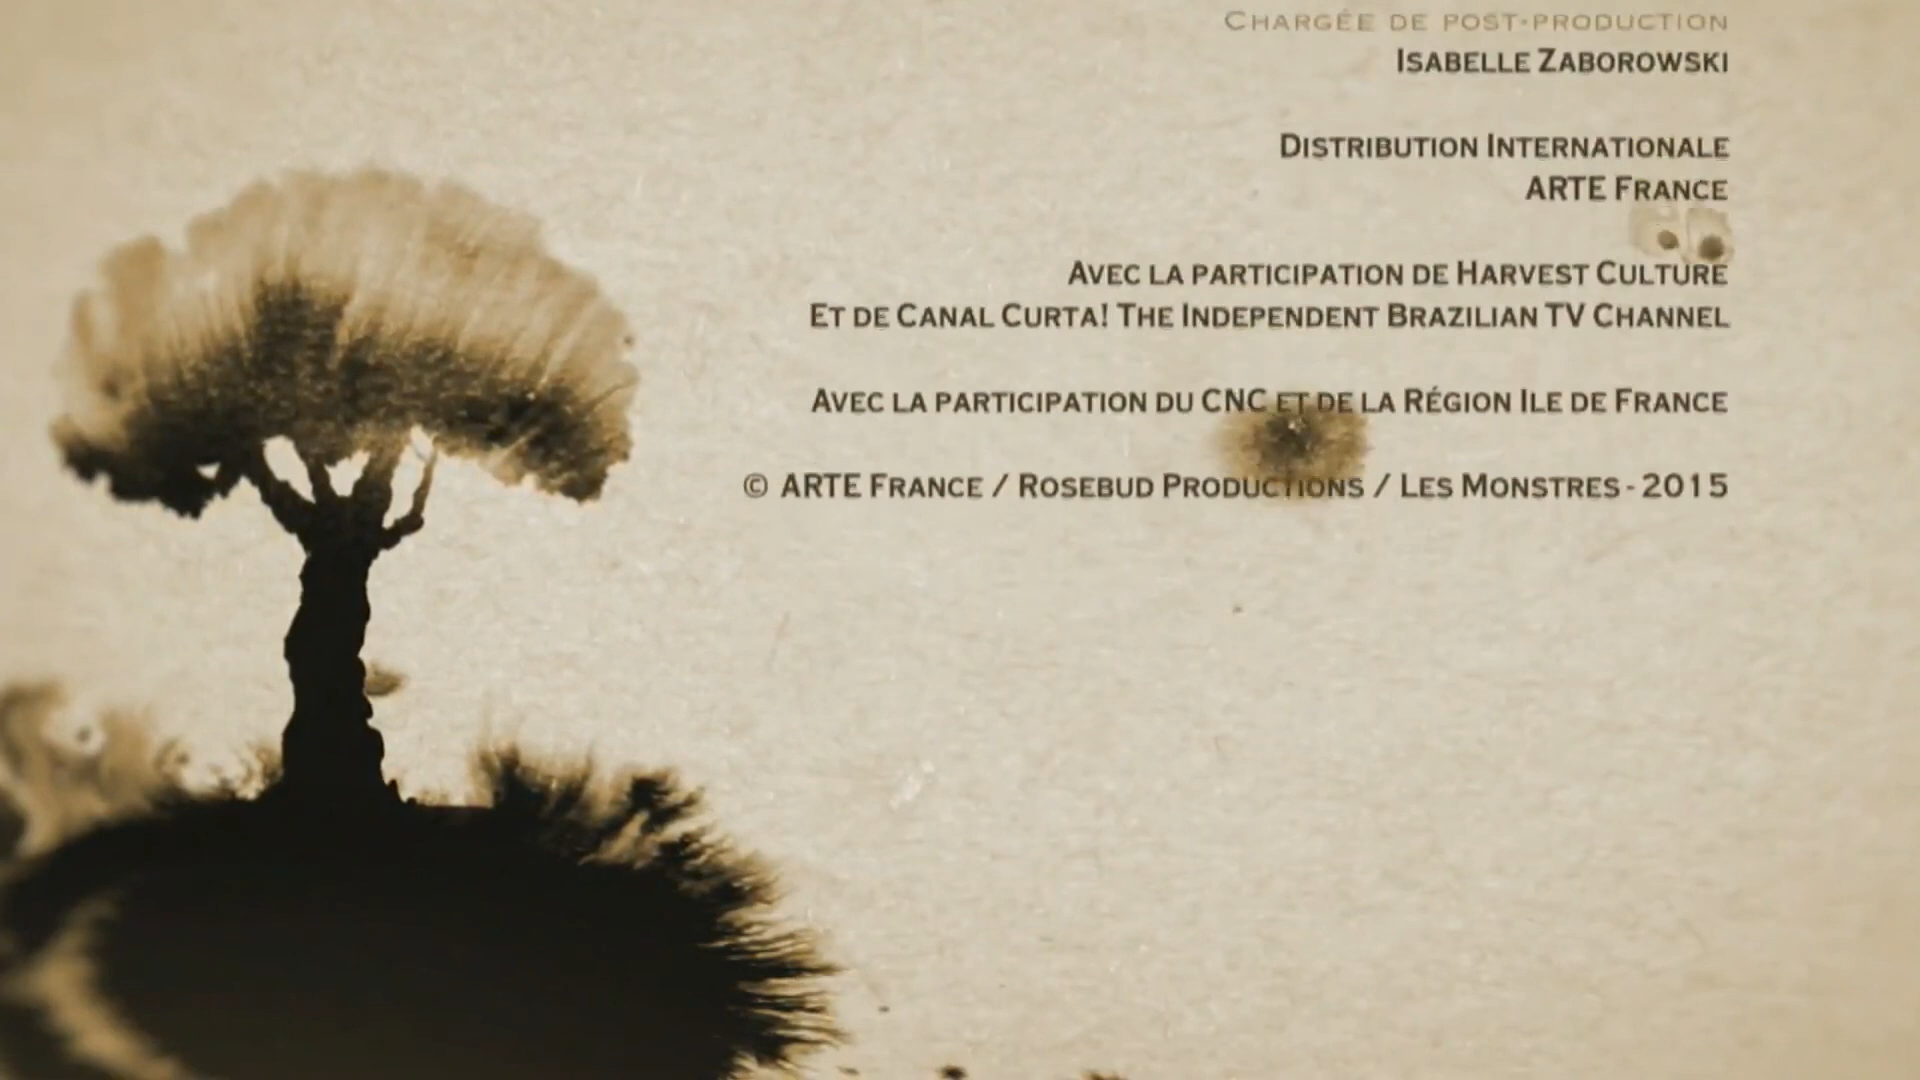 Chargée de post-production
Isabelle Zaborowski
Distribution Internationale
ARTE France
Avec la participation de Harvest Culture
Et de Canal Curta! The Independent Brazilian TV Channel
Avec la participation du CNC et de la Région Ile de France
© ARTE France / Rosebud Productions / Les Monstres - 2015